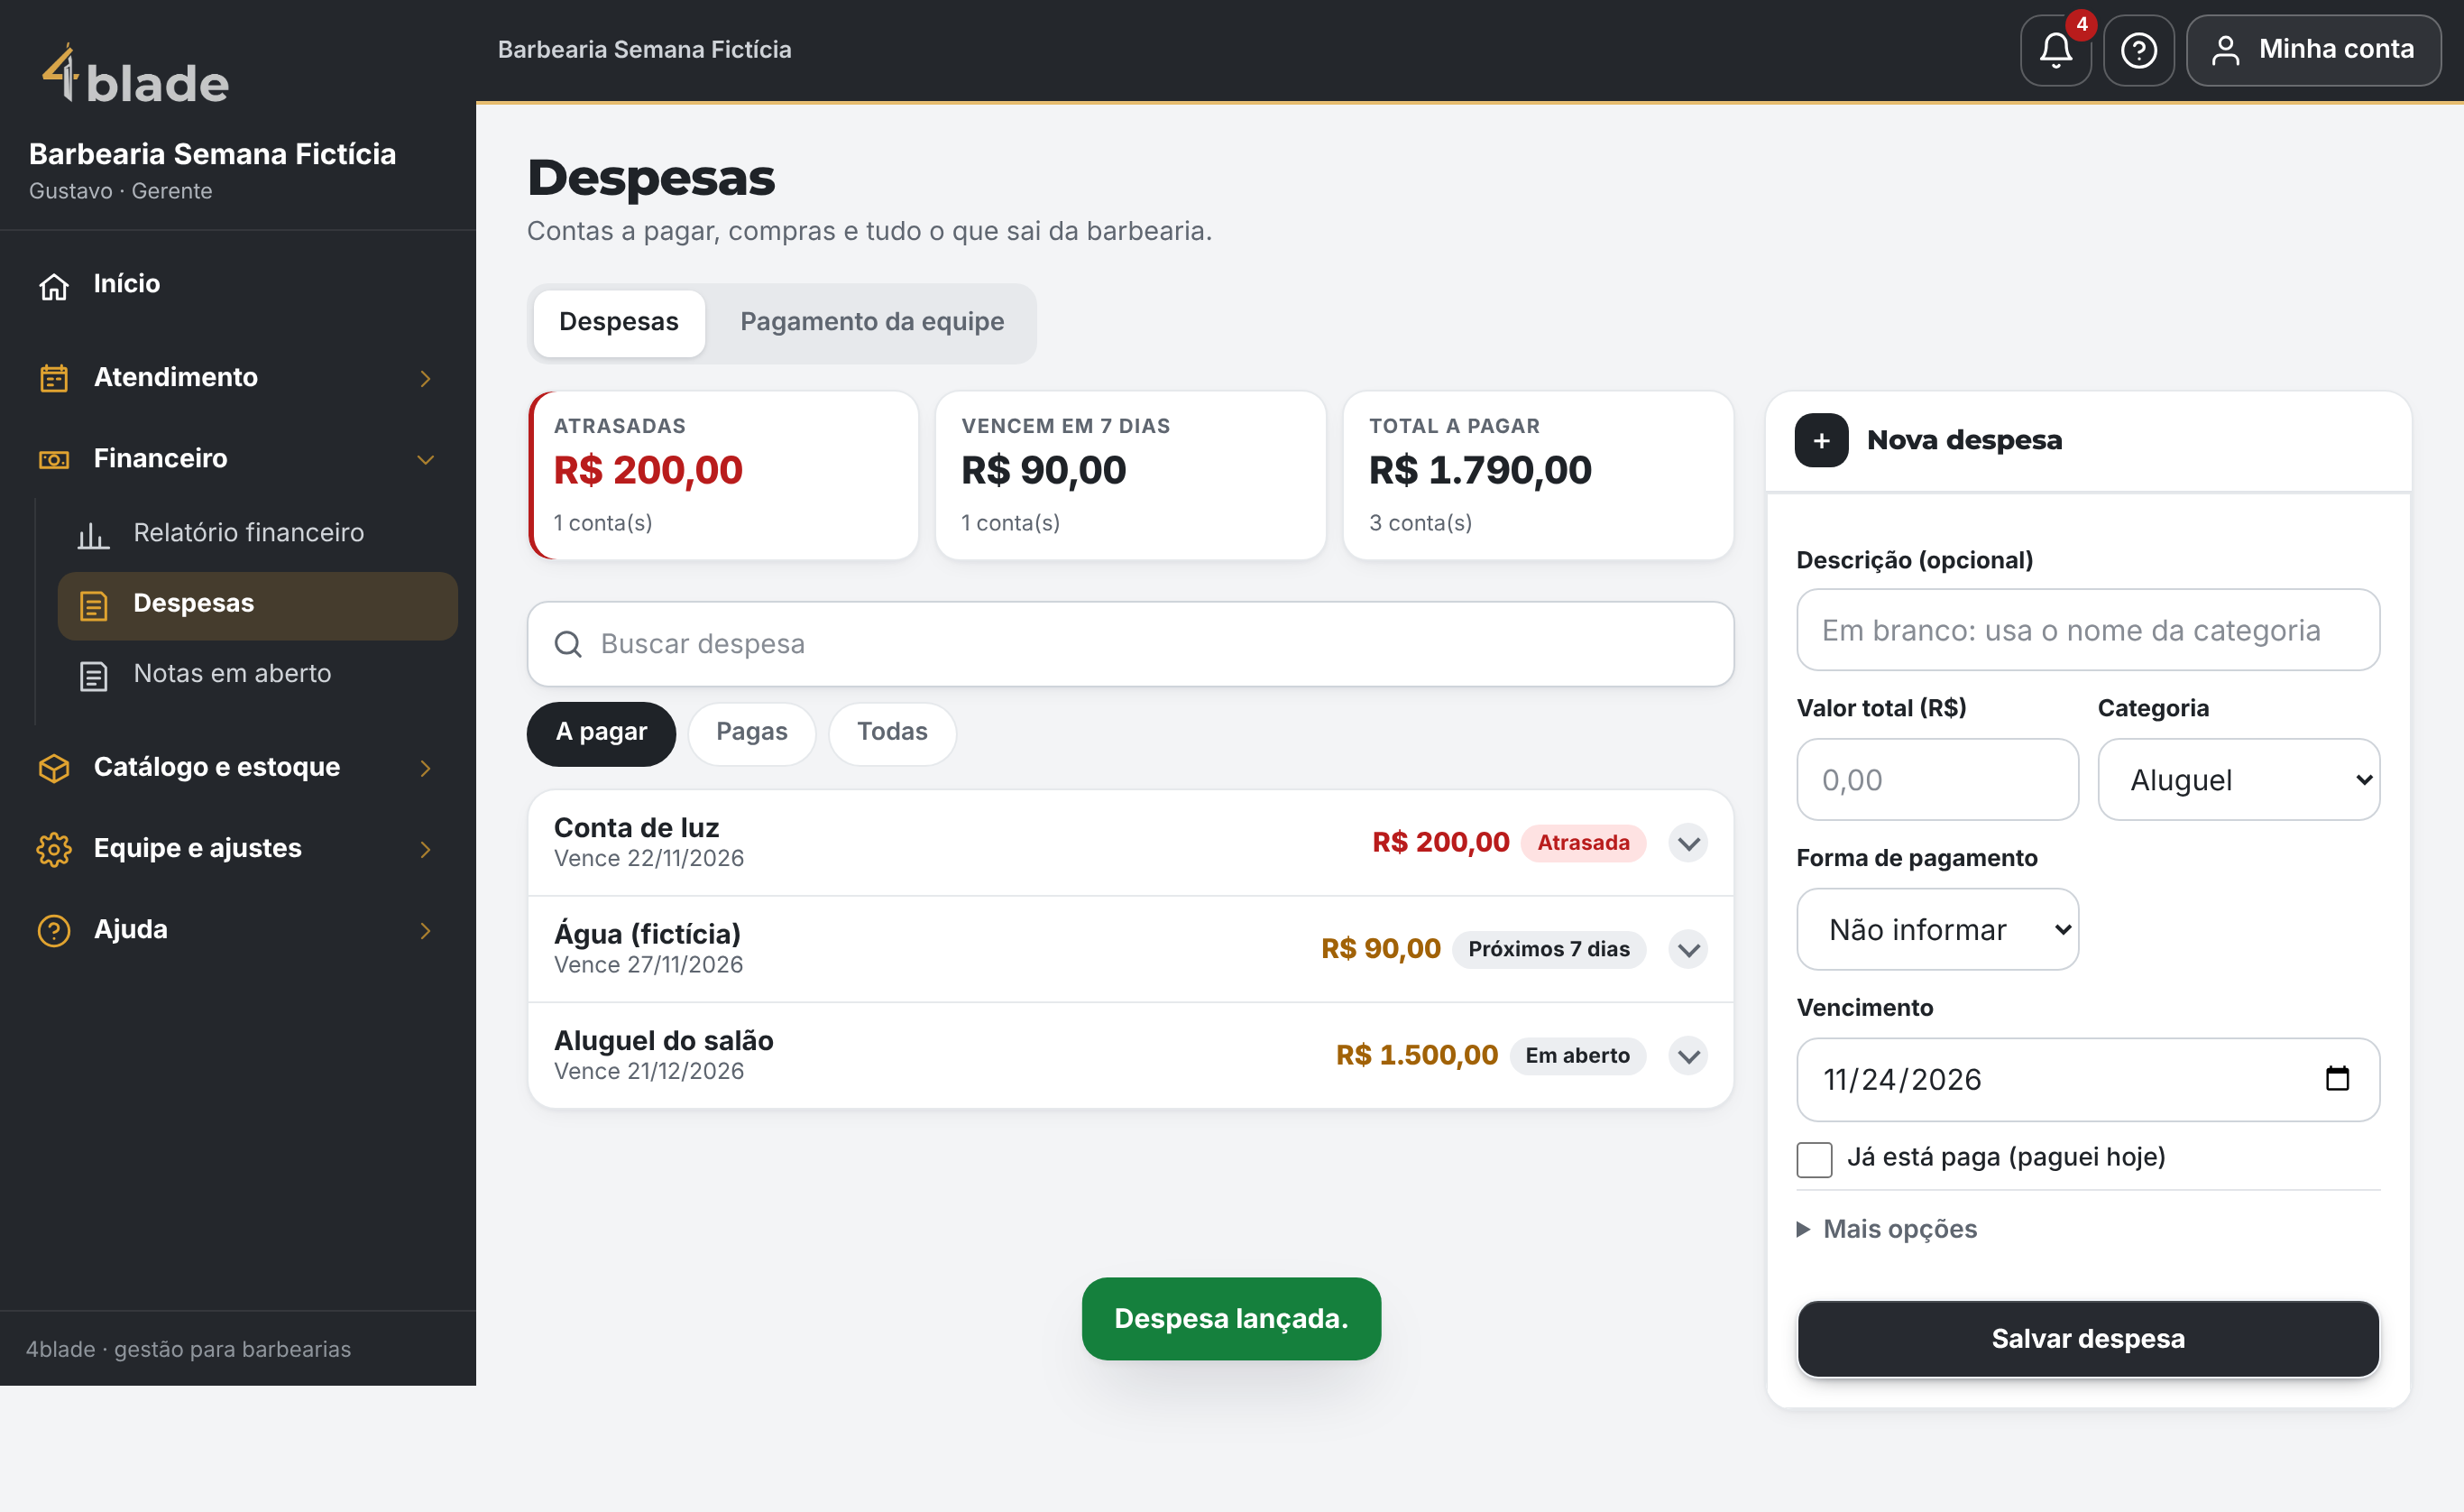 4blade
Barbearia Semana Fictícia
Gustavo · Gerente
Início
Atendimento
Financeiro
Relatório financeiro
Despesas
Notas em aberto
Catálogo e estoque
Equipe e ajustes
Ajuda
4blade · gestão para barbearias
Barbearia Semana Fictícia
4
Minha conta
Despesas
Contas a pagar, compras e tudo o que sai da barbearia.
Despesas
Pagamento da equipe
ATRASADAS
R$ 200,00
1 conta(s)
VENCEM EM 7 DIAS
R$ 90,00
1 conta(s)
TOTAL A PAGAR
R$ 1.790,00
3 conta(s)
Buscar despesa
A pagar
Pagas
Todas
Conta de luz
Vence 22/11/2026
R$ 200,00
Atrasada
Água (fictícia)
Vence 27/11/2026
R$ 90,00
Próximos 7 dias
Aluguel do salão
Vence 21/12/2026
R$ 1.500,00
Em aberto
Despesa lançada.
+ Nova despesa
Descrição (opcional)
Em branco: usa o nome da categoria
Valor total (R$)
0,00
Categoria
Aluguel
Forma de pagamento
Não informar
Vencimento
11/24/2026
Já está paga (paguei hoje)
Mais opções
Salvar despesa